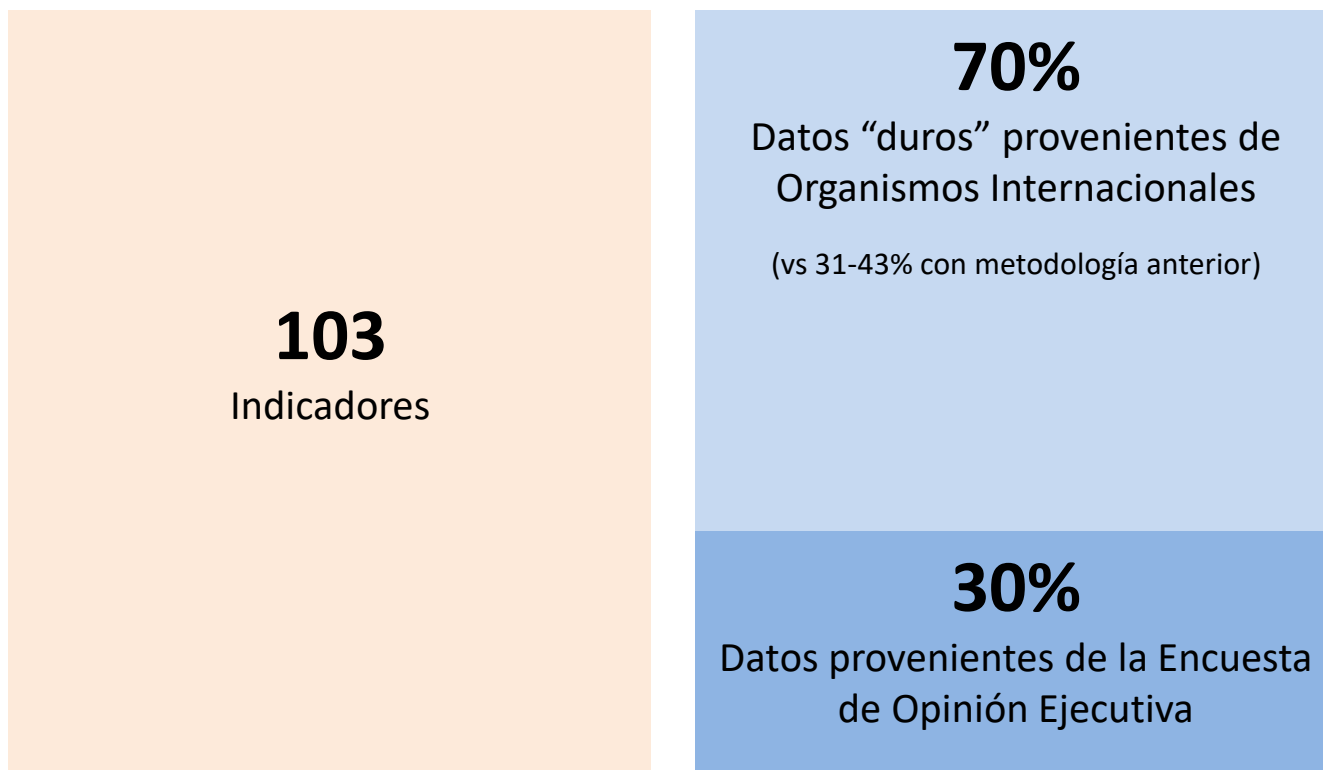 103
Indicadores
70%
Datos “duros” provenientes de
Organismos Internacionales
(vs 31-43% con metodología anterior)
30%
Datos provenientes de la Encuesta
de Opinión Ejecutiva